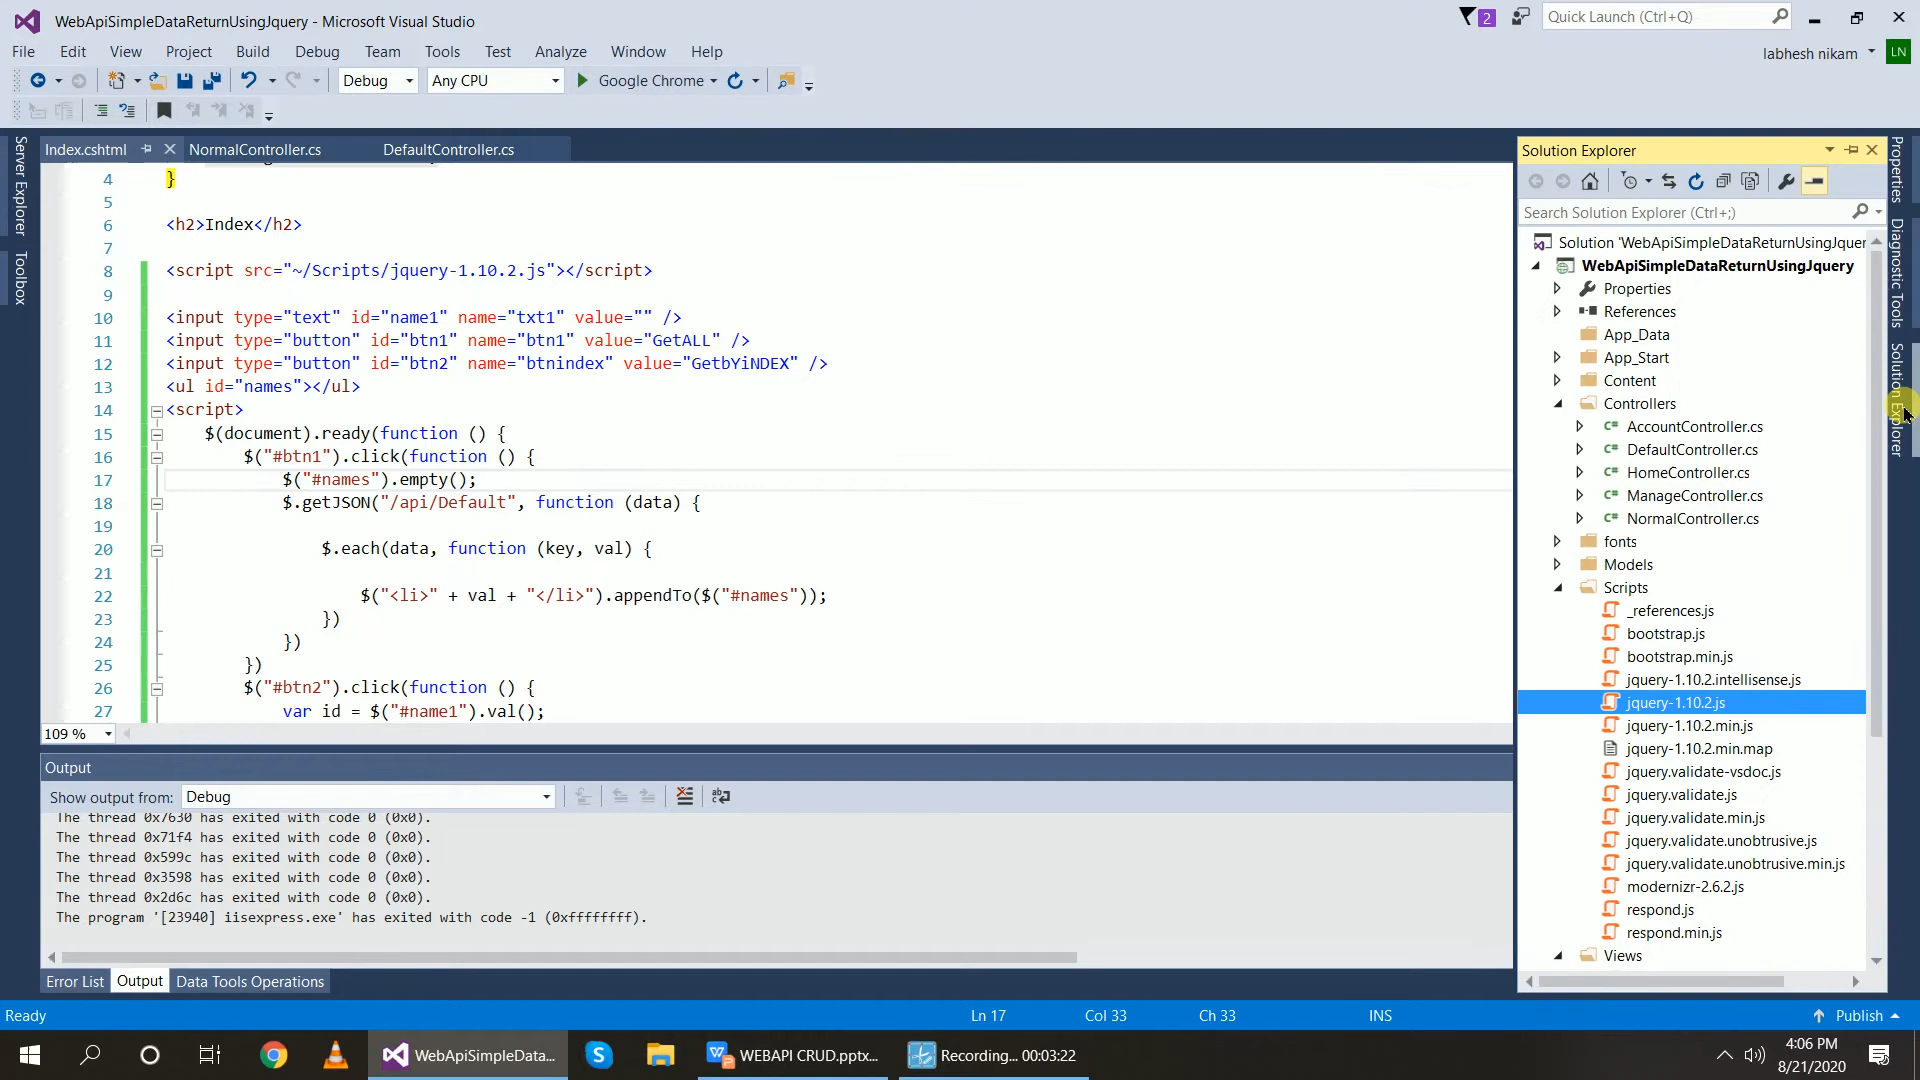 WebApiSimpleDataReturnUsingJquery - Microsoft Visual Studio
2
Quick Launch (Ctrl+Q)
File Edit View Project Build Debug Team Tools Test Analyze Window Help
labhesh nikam LN
Debug Any CPU Google Chrome
Server Explorer
Toolbox
Index.cshtml NormalController.cs DefaultController.cs
4 }
5
6 <h2>Index</h2>
7
8 <script src="~/Scripts/jquery-1.10.2.js"></script>
9
10 <input type="text" id="name1" name="txt1" value="" />
11 <input type="button" id="btn1" name="btn1" value="GetALL" />
12 <input type="button" id="btn2" name="btnindex" value="GetbYiNDEX" />
13 <ul id="names"></ul>
14 <script>
15 $(document).ready(function () {
16 $("#btn1").click(function () {
17 $("#names").empty();
18 $.getJSON("/api/Default", function (data) {
19
20 $.each(data, function (key, val) {
21
22 $("<li>" + val + "</li>").appendTo($("#names"));
23 })
24 })
25 })
26 $("#btn2").click(function () {
27 var id = $("#name1").val();
109 %
Output
Show output from: Debug
The thread 0x7630 has exited with code 0 (0x0).
The thread 0x71f4 has exited with code 0 (0x0).
The thread 0x599c has exited with code 0 (0x0).
The thread 0x3598 has exited with code 0 (0x0).
The thread 0x2d6c has exited with code 0 (0x0).
The program '[23940] iisexpress.exe' has exited with code -1 (0xffffffff).
Error List Output Data Tools Operations
Solution Explorer
Search Solution Explorer (Ctrl+;)
Solution 'WebApiSimpleDataReturnUsingJquer
WebApiSimpleDataReturnUsingJquery
Properties
References
App_Data
App_Start
Content
Controllers
C# AccountController.cs
C# DefaultController.cs
C# HomeController.cs
C# ManageController.cs
C# NormalController.cs
fonts
Models
Scripts
_references.js
bootstrap.js
bootstrap.min.js
jquery-1.10.2.intellisense.js
jquery-1.10.2.js
jquery-1.10.2.min.js
jquery-1.10.2.min.map
jquery.validate-vsdoc.js
jquery.validate.js
jquery.validate.min.js
jquery.validate.unobtrusive.js
jquery.validate.unobtrusive.min.js
modernizr-2.6.2.js
respond.js
respond.min.js
Views
Properties
Diagnostic Tools
Solution Explorer
Ready Ln 17 Col 33 Ch 33 INS Publish
WebApiSimpleData... WEBAPI CRUD.pptx... Recording... 00:03:22
4:06 PM
8/21/2020